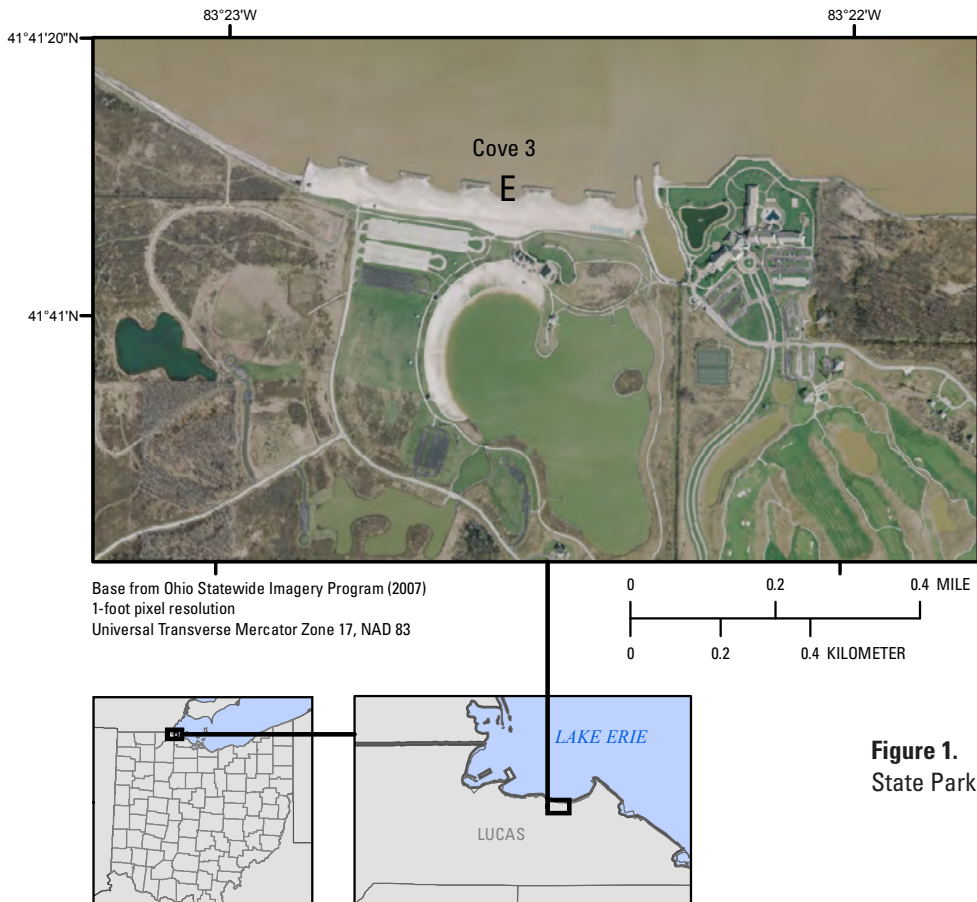 83°23'W
83°22'W
41°41'20"N
Cove 3
E
41°41'N
Base from Ohio Statewide Imagery Program (2007)
1-foot pixel resolution
Universal Transverse Mercator Zone 17, NAD 83
0 0.2 0.4 MILE
0 0.2 0.4 KILOMETER
LAKE ERIE
LUCAS
Figure 1.
State Park